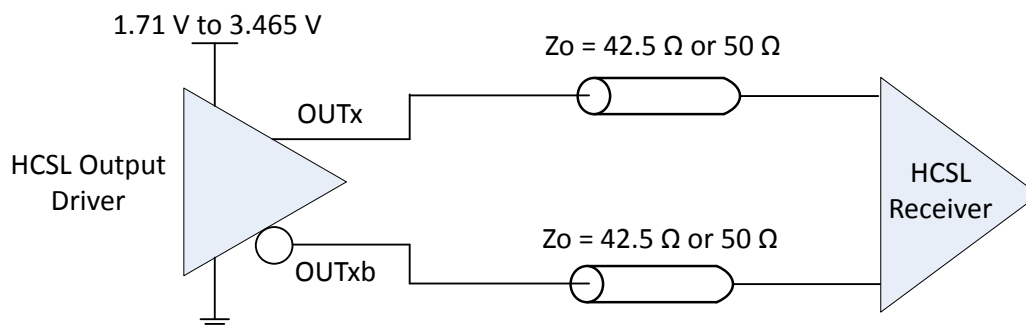 1.71 V to 3.465 V
Zo = 42.5 Ω or 50 Ω
OUTx
HCSL Output
Driver
HCSL
Receiver
Zo = 42.5 Ω or 50 Ω
OUTxb